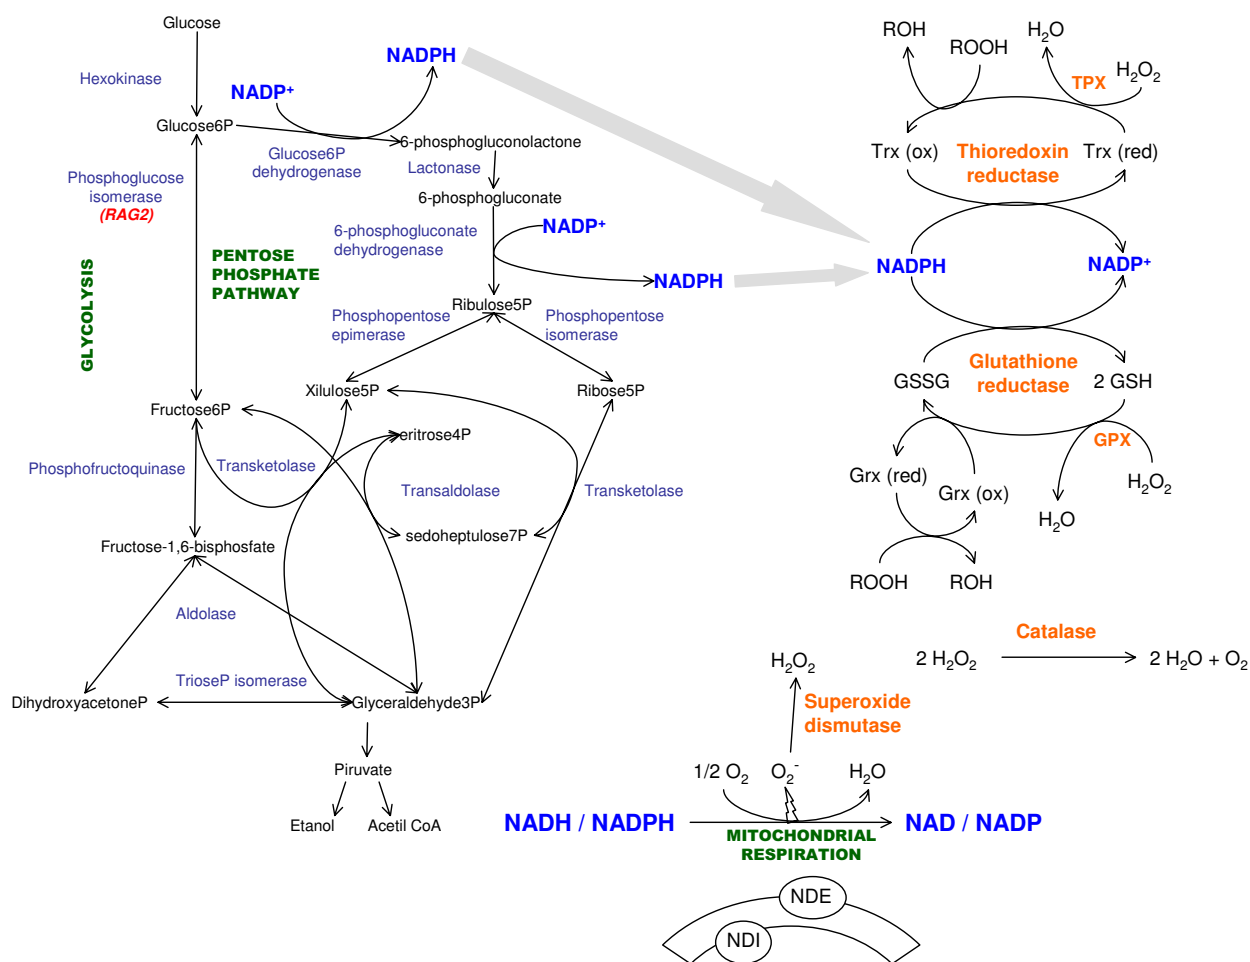 Glucose
Hexokinase
NADP+
NADPH
Glucose6P
Glucose6P
dehydrogenase
6-phosphogluconolactone
Lactonase
6-phosphogluconate
Phosphoglucose
isomerase
(RAG2)
6-phosphogluconate
dehydrogenase
NADP+
NADPH
GLYCOLYSIS
PENTOSE
PHOSPHATE
PATHWAY
Ribulose5P
Phosphopentose
epimerase
Phosphopentose
isomerase
Xilulose5P
Ribose5P
Fructose6P
eritrose4P
Phosphofructoquinase
Transketolase
Transaldolase
Transketolase
sedoheptulose7P
Fructose-1,6-bisphosfate
Aldolase
TrioseP isomerase
DihydroxyacetoneP
Glyceraldehyde3P
Piruvate
Etanol
Acetil CoA
ROH
ROOH
H2O
TPX
H2O2
Trx (ox)
Thioredoxin
reductase
Trx (red)
NADPH
NADP+
GSSG
Glutathione
reductase
2 GSH
GPX
Grx (red)
Grx (ox)
H2O
H2O2
ROOH
ROH
Catalase
2 H2O2
2 H2O + O2
H2O2
Superoxide
dismutase
1/2 O2
O2-
H2O
NADH / NADPH
NAD / NADP
MITOCHONDRIAL
RESPIRATION
NDE
NDI